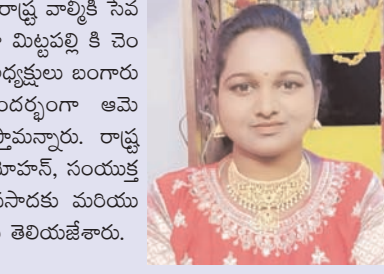 రాష్ట్ర వాల్మీకి సేవ
మిట్టపల్లి కి చెం
ధ్యక్షులు బంగారు
ందర్భంగా ఆమె
స్తామన్నారు. రాష్ట్ర
మోహన్, సంయుక్త
సాదకు మరియు
తెలియజేశారు.